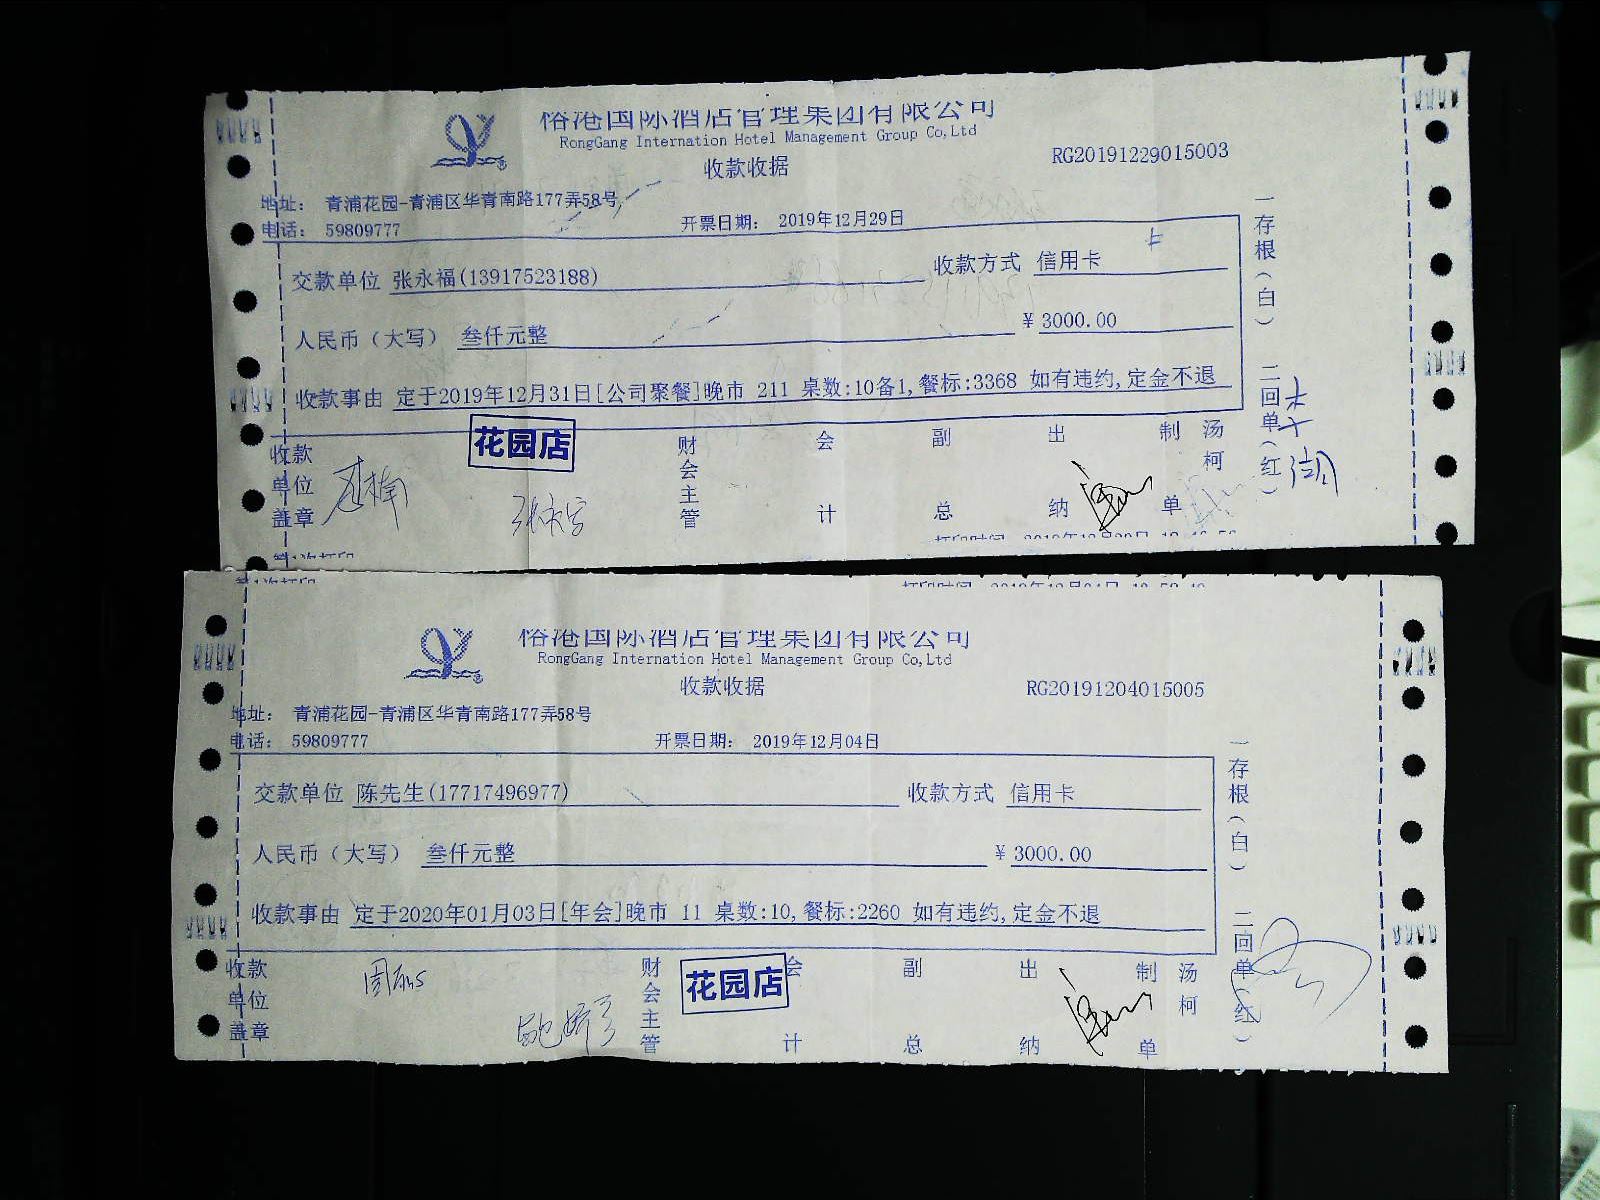 国际酒店管理集团有限公司
RongGang Internation Hotel Management Group Co,Ltd
收款收据
RG20191229015003
地址： 青浦花园-青浦区华青南路177弄58号
电话： 59809777
开票日期： 2019年12月29日
交款单位 张永福(13917523188)
收款方式 信用卡
人民币（大写） 叁仟元整
¥ 3000.00
收款事由 定于2019年12月31日[公司聚餐]晚市 211 桌数:10备1,餐标:3368 如有违约,定金不退
一存根（白） 二回单（红）
收款单位盖章
花园店
财会主管
会计
副总
出纳
制单
汤柯
国际酒店管理集团有限公司
RongGang Internation Hotel Management Group Co,Ltd
收款收据
RG20191204015005
地址： 青浦花园-青浦区华青南路177弄58号
电话： 59809777
开票日期： 2019年12月04日
交款单位 陈先生(17717496977)
收款方式 信用卡
人民币（大写） 叁仟元整
¥ 3000.00
收款事由 定于2020年01月03日[年会]晚市 11 桌数:10,餐标:2260 如有违约,定金不退
一存根（白） 二回单（红）
收款单位盖章
花园店
财会主管
会计
副总
出纳
制单
汤柯